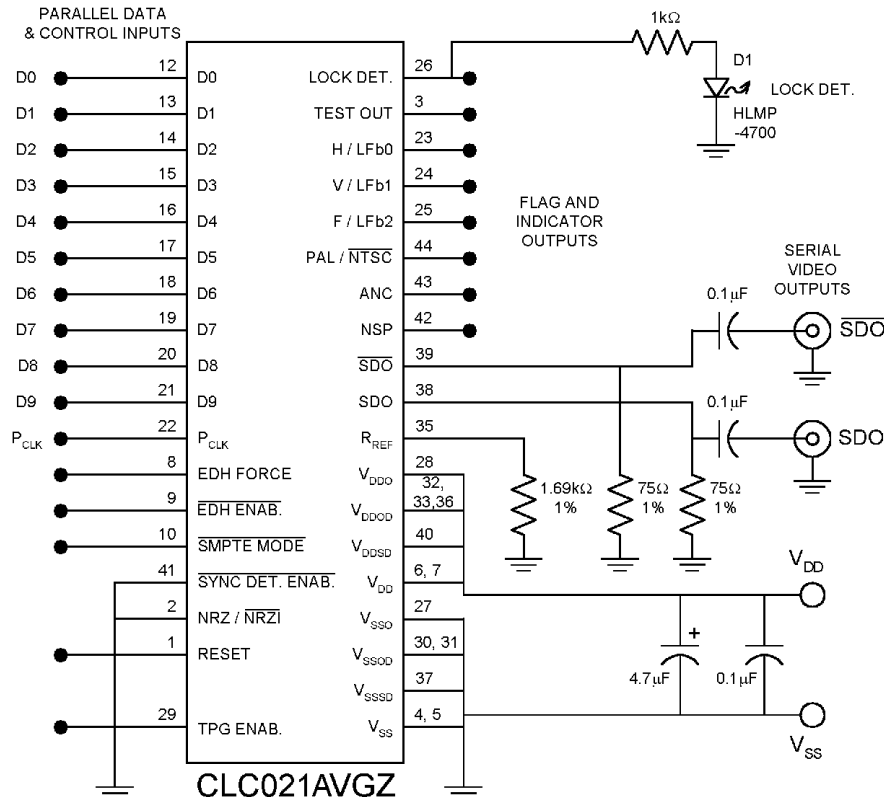 PARALLEL DATA
& CONTROL INPUTS
1kΩ
D1
LOCK DET.
HLMP
-4700
D0 12 D0 LOCK DET. 26
D1 13 D1 TEST OUT 3
D2 14 D2 H / LFb0 23
D3 15 D3 V / LFb1 24
D4 16 D4 F / LFb2 25
FLAG AND
INDICATOR
OUTPUTS
D5 17 D5 PAL / NTSC 44
D6 18 D6 ANC 43
D7 19 D7 NSP 42
D8 20 D8 SDO 39
D9 21 D9 SDO 38
PCLK 22 PCLK RREF 35
8 EDH FORCE VDDO 28
9 EDH ENAB. VDDOD 32,
33,36
10 SMPTE MODE VDDSD 40
41 SYNC DET. ENAB. VDD 6, 7
2 NRZ / NRZI VSSO 27
1 RESET VSSOD 30, 31
VSSSD 37
29 TPG ENAB. VSS 4, 5
SERIAL
VIDEO
OUTPUTS
0.1µF
SDO
0.1µF
SDO
1.69kΩ
1%
75Ω
1%
75Ω
1%
VDD
+
4.7µF
0.1µF
VSS
CLC021AVGZ